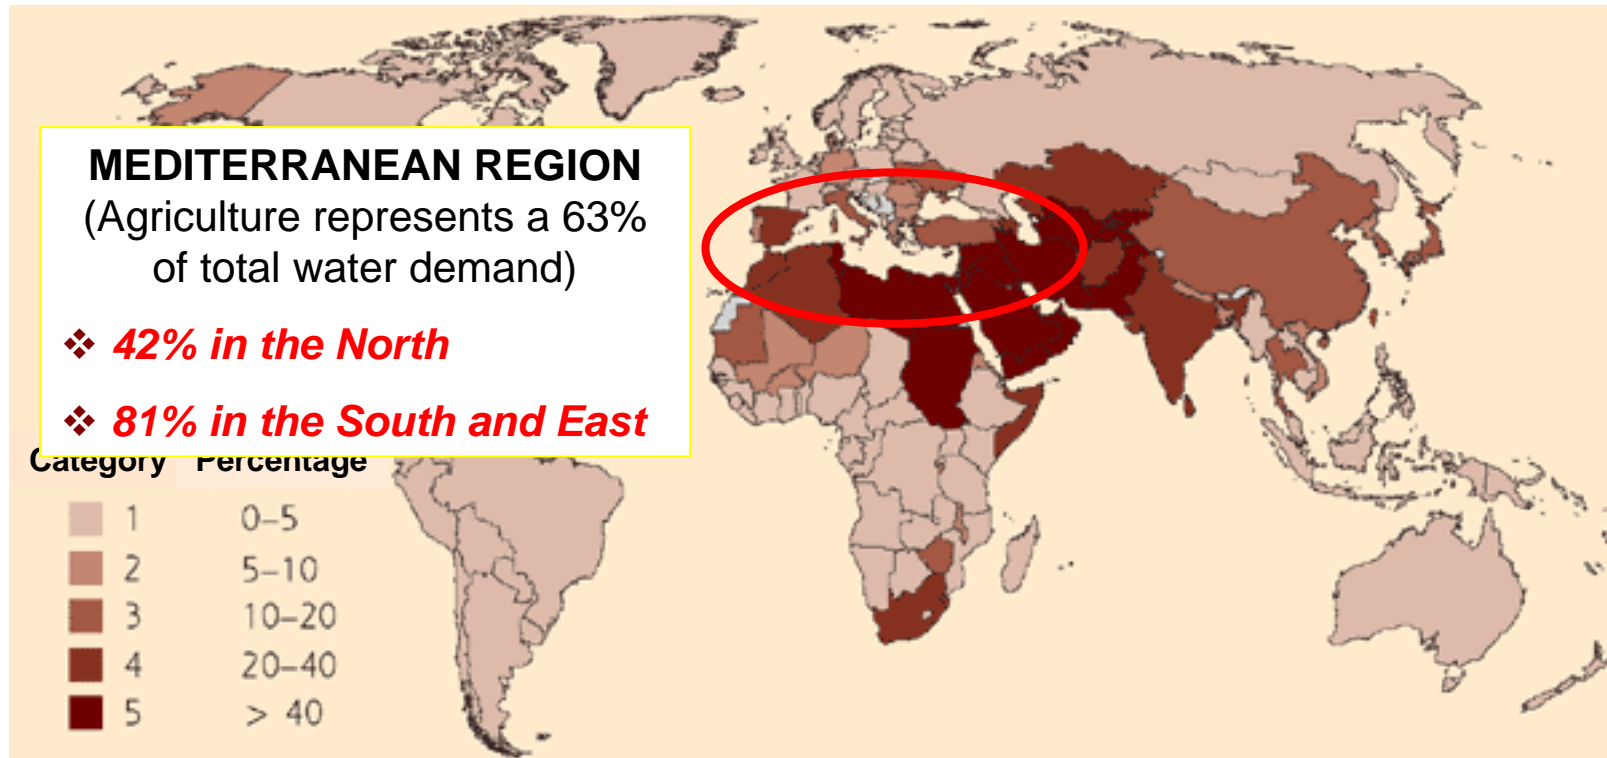 MEDITERRANEAN REGION
(Agriculture represents a 63%
of total water demand)
❖ 42% in the North
❖ 81% in the South and East
Category Percentage
1 0–5
2 5–10
3 10–20
4 20–40
5 > 40